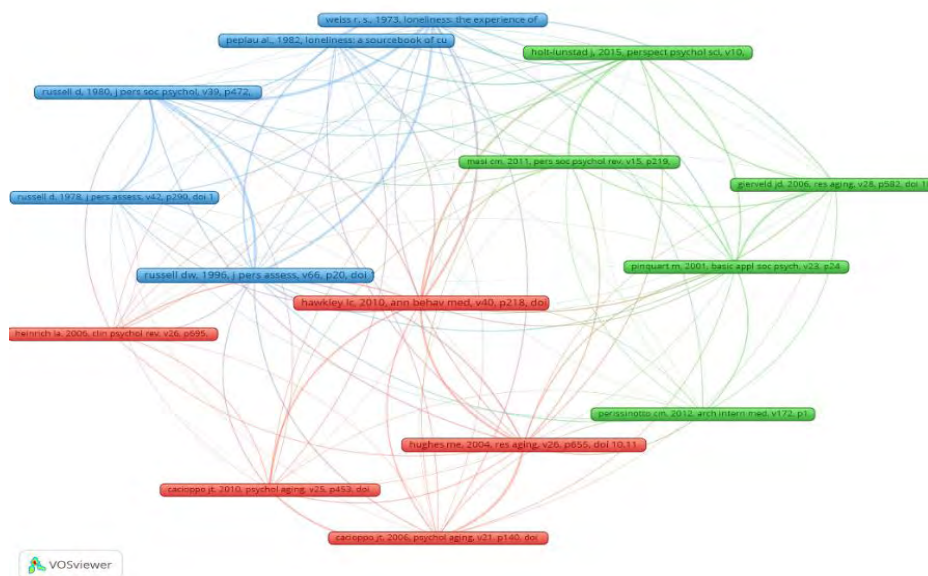 weiss r. s., 1973, loneliness: the experience of
peplau al., 1982, loneliness: a sourcebook of cu
holt-lunstad j, 2015, perspect psychol sci, v10,
russell d, 1980, j pers soc psychol, v39, p472,
masi cm, 2011, pers soc psychol rev, v15, p219,
gierveld jd, 2006, res aging, v28, p582, doi 1
russell d, 1978, j pers assess, v42, p290, doi 1
pinquart m, 2001, basic appl soc psych, v23, p24
russell dw, 1996, j pers assess, v66, p20, doi
hawkley lc, 2010, ann behav med, v40, p218, doi
heinrich la, 2006, clin psychol rev, v26, p695,
perissinotto cm, 2012, arch intern med, v172, p1
hughes me, 2004, res aging, v26, p655, doi 10.11
cacioppo jt, 2010, psychol aging, v25, p453, doi
cacioppo jt, 2006, psychol aging, v21, p140, doi
VOSviewer